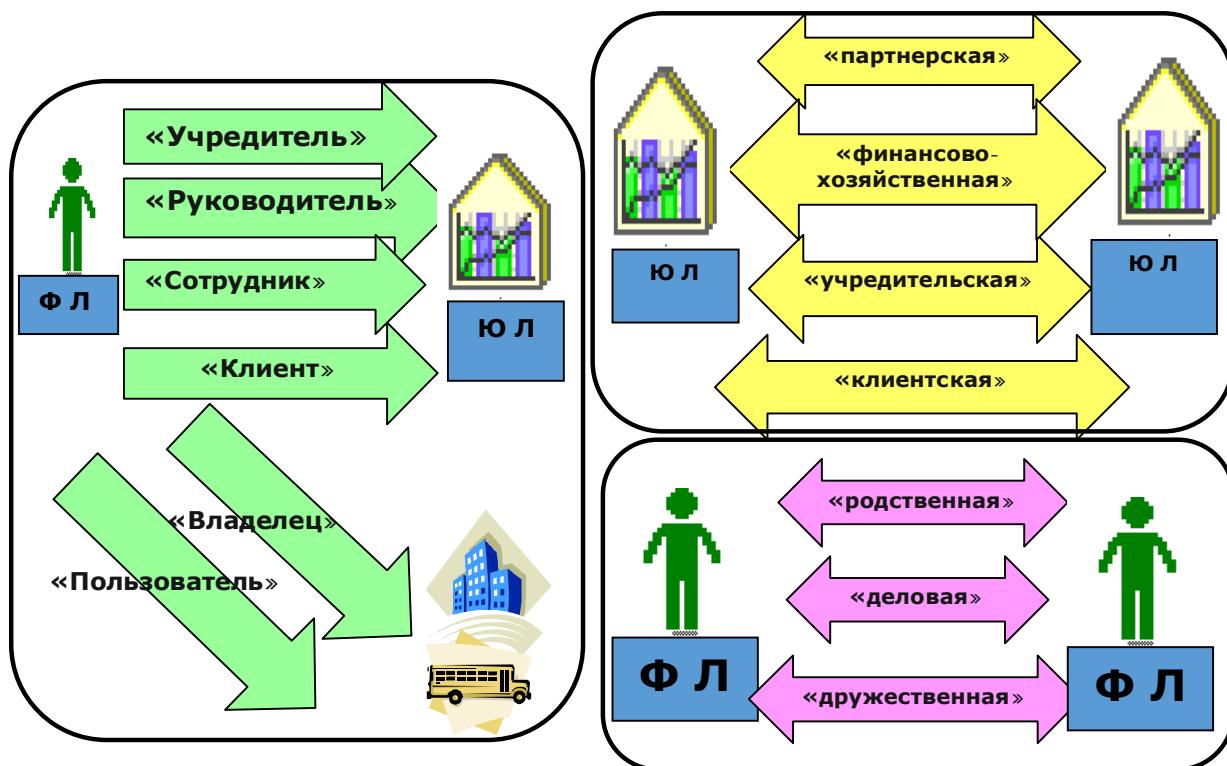 «Учредитель»
«Руководитель»
«Сотрудник»
Ф Л
Ю Л
«Клиент»
«Владелец»
«Пользователь»
«партнерская»
«финансово-
хозяйственная»
Ю Л
Ю Л
«учредительская»
«клиентская»
«родственная»
«деловая»
Ф Л
Ф Л
«дружественная»